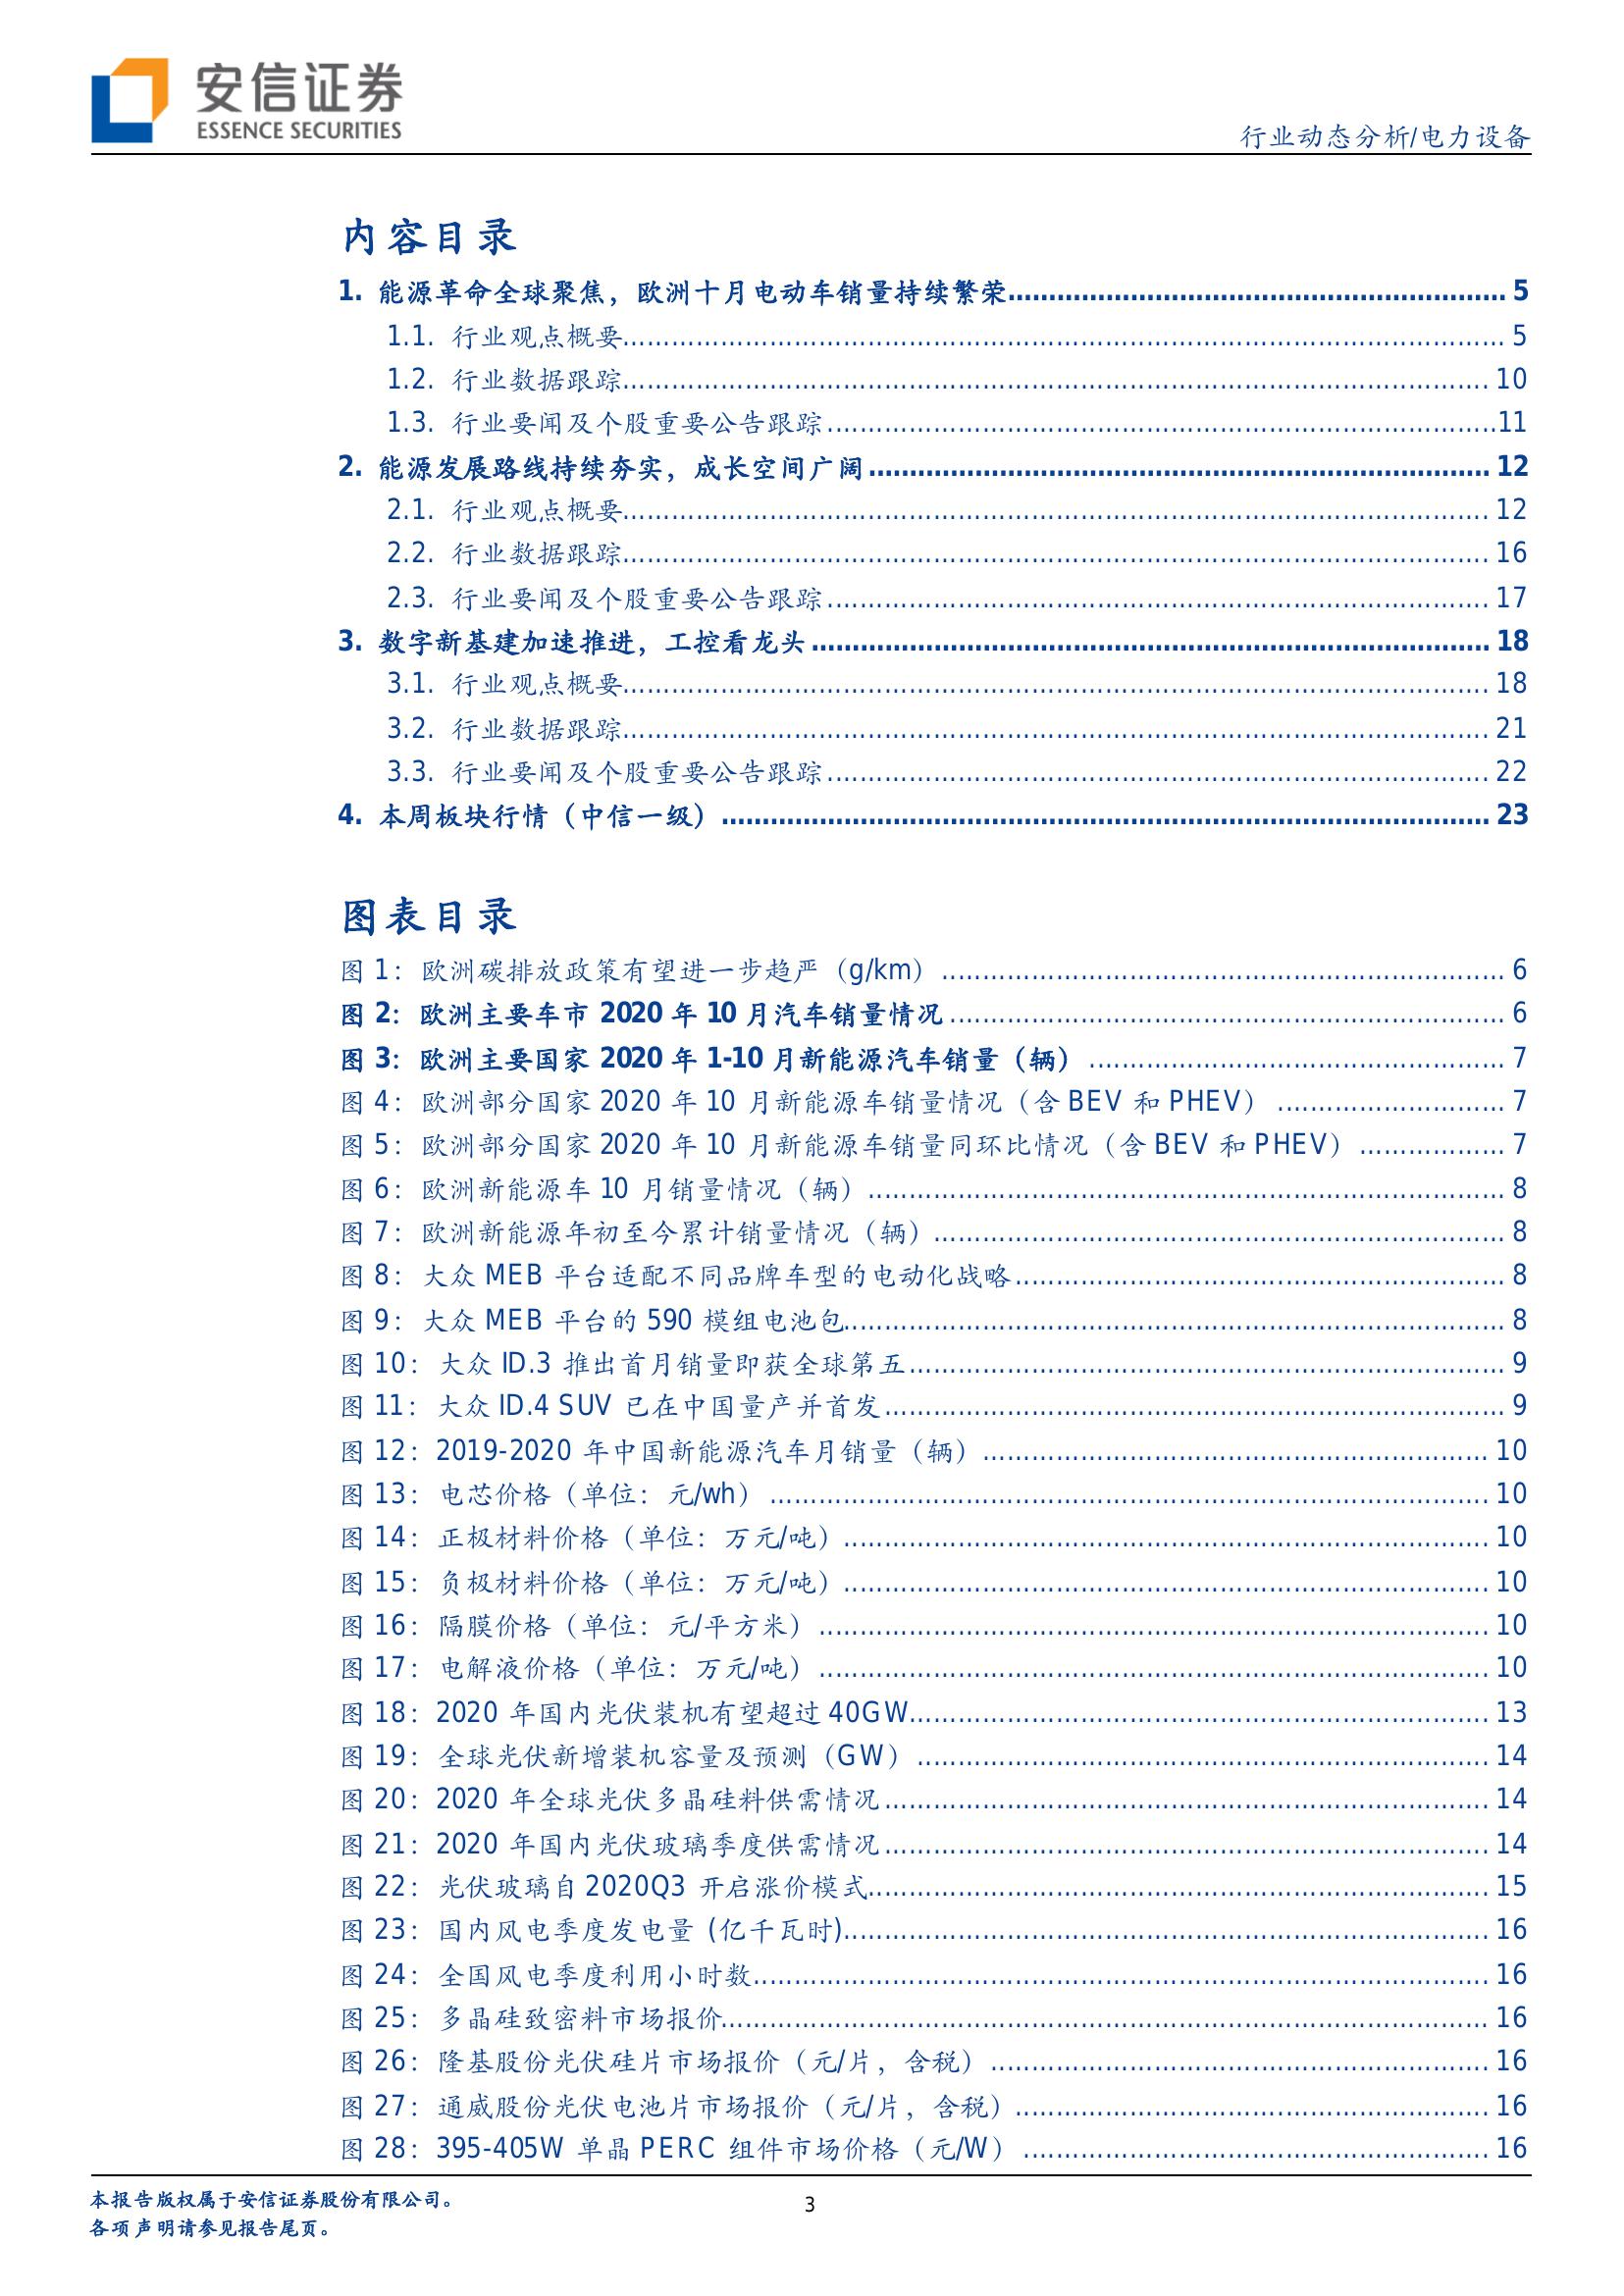 安信证券
ESSENCE SECURITIES
行业动态分析/电力设备
内容目录
1. 能源革命全球聚焦，欧洲十月电动车销量持续繁荣 5
1.1. 行业观点概要 5
1.2. 行业数据跟踪 10
1.3. 行业要闻及个股重要公告跟踪 11
2. 能源发展路线持续夯实，成长空间广阔 12
2.1. 行业观点概要 12
2.2. 行业数据跟踪 16
2.3. 行业要闻及个股重要公告跟踪 17
3. 数字新基建加速推进，工控看龙头 18
3.1. 行业观点概要 18
3.2. 行业数据跟踪 21
3.3. 行业要闻及个股重要公告跟踪 22
4. 本周板块行情（中信一级） 23
图表目录
图 1：欧洲碳排放政策有望进一步趋严（g/km） 6
图 2：欧洲主要车市 2020 年 10 月汽车销量情况 6
图 3：欧洲主要国家 2020 年 1-10 月新能源汽车销量（辆） 7
图 4：欧洲部分国家 2020 年 10 月新能源车销量情况（含 BEV 和 PHEV） 7
图 5：欧洲部分国家 2020 年 10 月新能源车销量同环比情况（含 BEV 和 PHEV） 7
图 6：欧洲新能源车 10 月销量情况（辆） 8
图 7：欧洲新能源年初至今累计销量情况（辆） 8
图 8：大众 MEB 平台适配不同品牌车型的电动化战略 8
图 9：大众 MEB 平台的 590 模组电池包 8
图 10：大众 ID.3 推出首月销量即获全球第五 9
图 11：大众 ID.4 SUV 已在中国量产并首发 9
图 12：2019-2020 年中国新能源汽车月销量（辆） 10
图 13：电芯价格（单位：元/wh） 10
图 14：正极材料价格（单位：万元/吨） 10
图 15：负极材料价格（单位：万元/吨） 10
图 16：隔膜价格（单位：元/平方米） 10
图 17：电解液价格（单位：万元/吨） 10
图 18：2020 年国内光伏装机有望超过 40GW 13
图 19：全球光伏新增装机容量及预测（GW） 14
图 20：2020 年全球光伏多晶硅料供需情况 14
图 21：2020 年国内光伏玻璃季度供需情况 14
图 22：光伏玻璃自 2020Q3 开启涨价模式 15
图 23：国内风电季度发电量 (亿千瓦时) 16
图 24：全国风电季度利用小时数 16
图 25：多晶硅致密料市场报价 16
图 26：隆基股份光伏硅片市场报价（元/片，含税） 16
图 27：通威股份光伏电池片市场报价（元/片，含税） 16
图 28：395-405W 单晶 PERC 组件市场价格（元/W） 16
本报告版权属于安信证券股份有限公司。
3
各项声明请参见报告尾页。